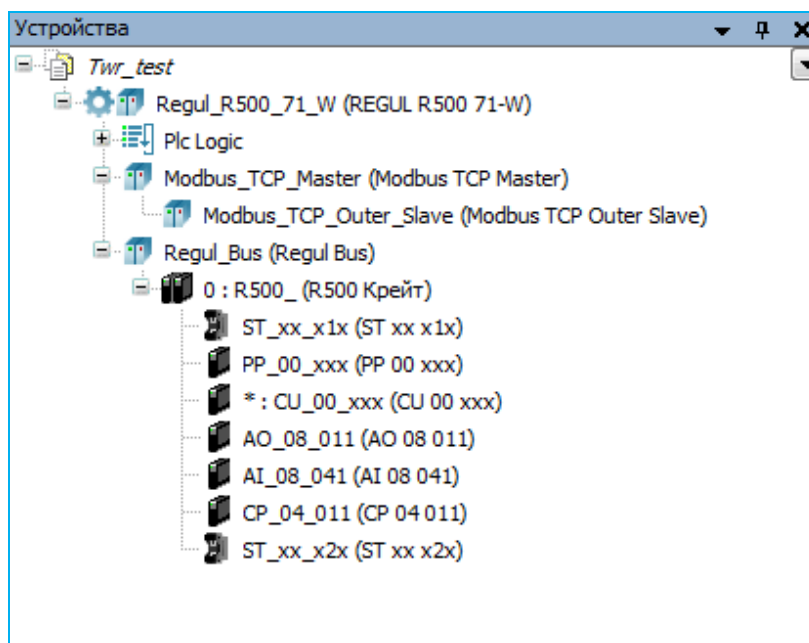 Устройства
Twr_test
Regul_R500_71_W (REGUL R500 71-W)
Plc Logic
Modbus_TCP_Master (Modbus TCP Master)
Modbus_TCP_Outer_Slave (Modbus TCP Outer Slave)
Regul_Bus (Regul Bus)
0 : R500_ (R500 Крейт)
ST_xx_x1x (ST xx x1x)
PP_00_xxx (PP 00 xxx)
* : CU_00_xxx (CU 00 xxx)
AO_08_011 (AO 08 011)
AI_08_041 (AI 08 041)
CP_04_011 (CP 04 011)
ST_xx_x2x (ST xx x2x)